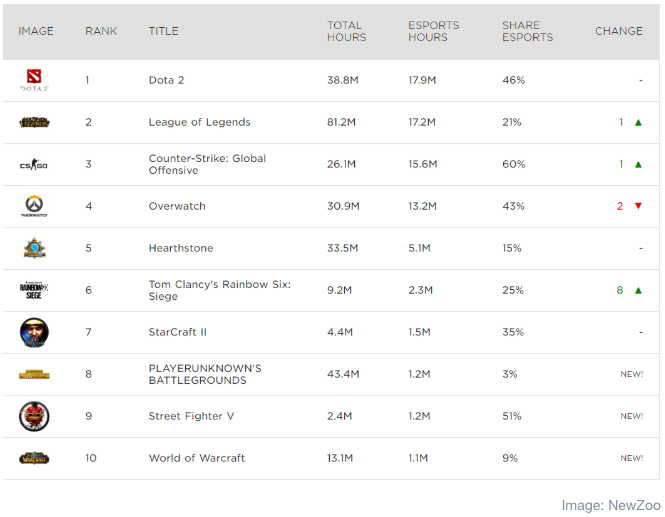 IMAGE RANK TITLE TOTAL HOURS ESPORTS HOURS SHARE ESPORTS CHANGE
DOTA 2 1 Dota 2 38.8M 17.9M 46% -
LEGENDS 2 League of Legends 81.2M 17.2M 21% 1 ▲
CS GO 3 Counter-Strike: Global Offensive 26.1M 15.6M 60% 1 ▲
OVERWATCH 4 Overwatch 30.9M 13.2M 43% 2 ▼
5 Hearthstone 33.5M 5.1M 15% -
RAINBOW SIEGE 6 Tom Clancy's Rainbow Six: Siege 9.2M 2.3M 25% 8 ▲
7 StarCraft II 4.4M 1.5M 35% -
8 PLAYERUNKNOWN'S BATTLEGROUNDS 43.4M 1.2M 3% NEW!
9 Street Fighter V 2.4M 1.2M 51% NEW!
WARCRAFT 10 World of Warcraft 13.1M 1.1M 9% NEW!
Image: NewZoo